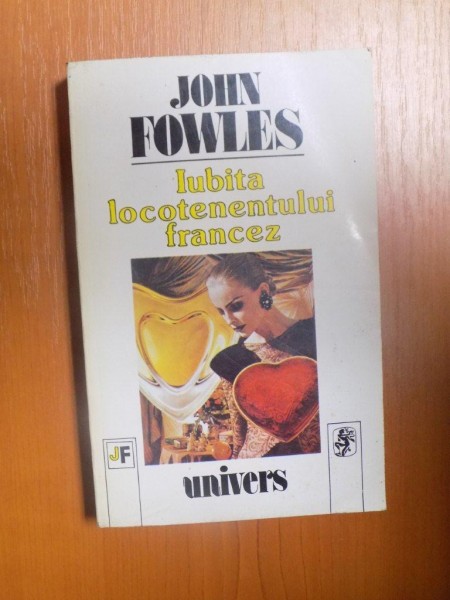 JOHN
FOWLES
Iubita
locotenentului
francez
JF
univers